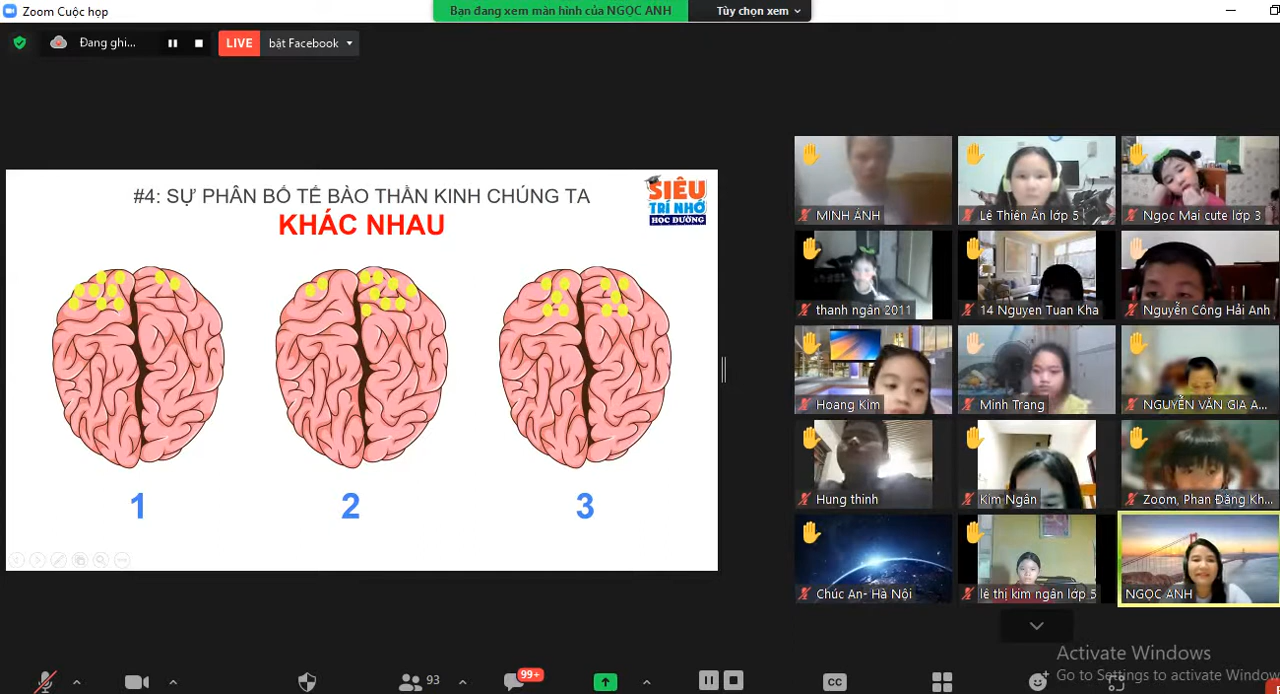 Zoom Cuộc họp
Bạn đang xem màn hình của NGỌC ANH
Tùy chọn xem
Đang ghi...
LIVE
bật Facebook
#4: SỰ PHÂN BỐ TẾ BÀO THẦN KINH CHÚNG TA
KHÁC NHAU
SIÊU
TRÍ NHỚ
HỌC ĐƯỜNG
1
2
3
MINH ÁNH
Lê Thiên Ân lớp 5
Ngọc Mai cute lớp 3
thanh ngân 2011
14 Nguyen Tuan Kha
Nguyễn Công Hải Anh
Hoang Kim
Minh Trang
NGUYỄN VĂN GIA A...
Hung thinh
Kim Ngân
Zoom, Phan Đăng Kh...
Chúc An- Hà Nội
lê thị kim ngân lớp 5
NGỌC ANH
Activate Windows
Go to Settings to activate Window
93
99+
CC